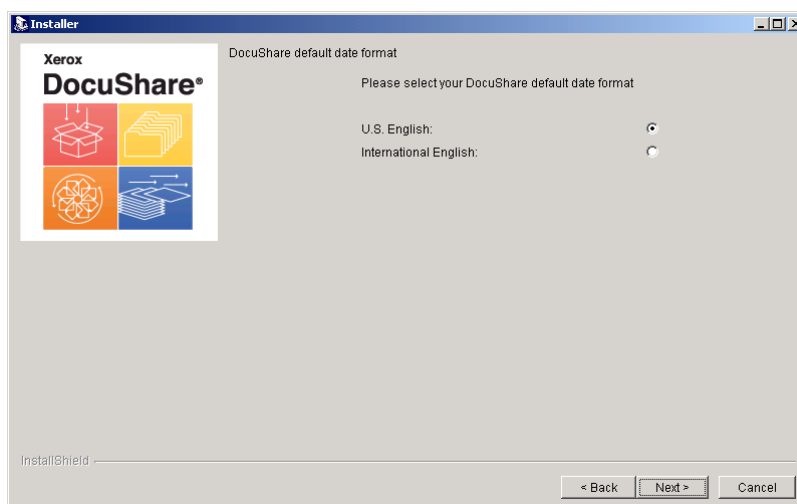 Installer
Xerox
DocuShare®
DocuShare default date format
Please select your DocuShare default date format
U.S. English:
International English:
InstallShield
< Back
Next >
Cancel